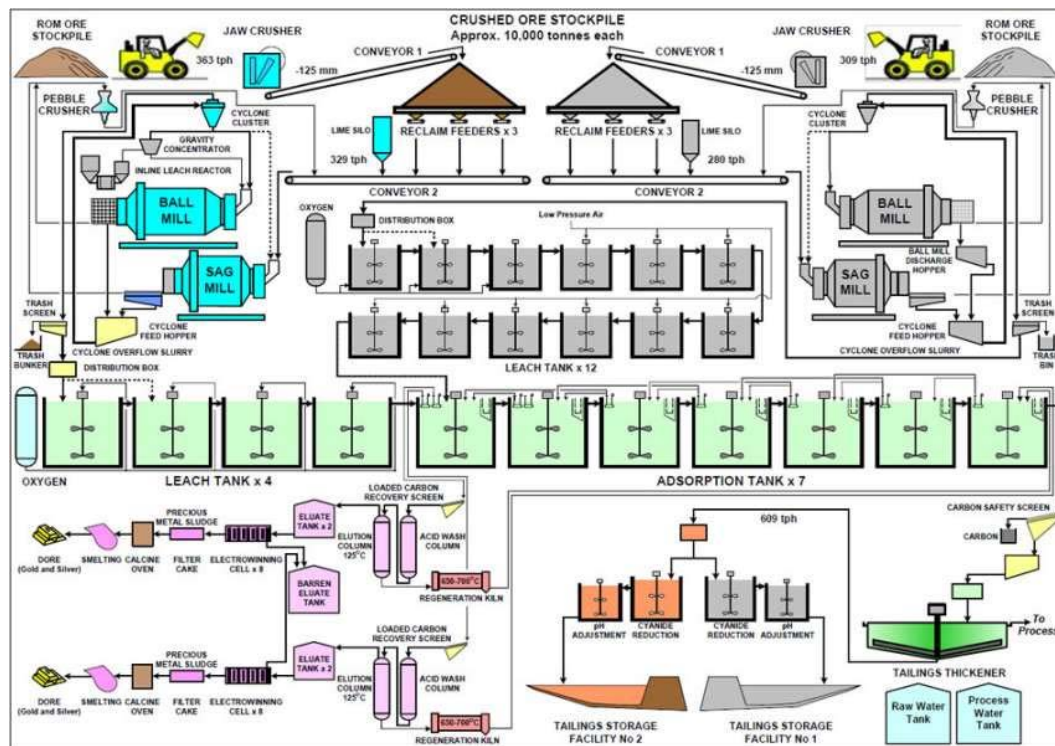 ROM ORE
STOCKPILE
363 tph
JAW CRUSHER
CRUSHED ORE STOCKPILE
Approx. 10,000 tonnes each
CONVEYOR 1
CONVEYOR 1
-125 mm
-125 mm
JAW CRUSHER
309 tph
ROM ORE
STOCKPILE
PEBBLE
CRUSHER
CYCLONE
CLUSTER
GRAVITY
CONCENTRATOR
INLINE LEACH REACTOR
LIME SILO
329 tph
RECLAIM FEEDERS x 3
RECLAIM FEEDERS x 3
LIME SILO
280 tph
CYCLONE
CLUSTER
PEBBLE
CRUSHER
CONVEYOR 2
CONVEYOR 2
BALL
MILL
BALL
MILL
OXYGEN
DISTRIBUTION BOX
Low Pressure Air
BALL MILL
DISCHARGE
HOPPER
SAG
MILL
SAG
MILL
TRASH
SCREEN
TRASH
BUNKER
CYCLONE
FEED HOPPER
CYCLONE OVERFLOW SLURRY
DISTRIBUTION BOX
LEACH TANK x 12
CYCLONE
FEED HOPPER
CYCLONE OVERFLOW SLURRY
TRASH
SCREEN
TRASH
BIN
OXYGEN
LEACH TANK x 4
ADSORPTION TANK x 7
DORE
(Gold and Silver)
SMELTING
CALCINE
OVEN
PRECIOUS
METAL SLUDGE
FILTER
CAKE
ELECTROWINNING
CELL x 8
ELUATE
TANK x 2
BARREN
ELUATE
TANK
LOADED CARBON
RECOVERY SCREEN
ELUTION
COLUMN
125°C
ACID WASH
COLUMN
650-700°C
REGENERATION KILN
609 tph
pH
ADJUSTMENT
CYANIDE
REDUCTION
CYANIDE
REDUCTION
pH
ADJUSTMENT
CARBON SAFETY SCREEN
CARBON
To
Process
TAILINGS THICKENER
DORE
(Gold and Silver)
SMELTING
CALCINE
OVEN
PRECIOUS
METAL SLUDGE
FILTER
CAKE
ELECTROWINNING
CELL x 8
ELUATE
TANK x 2
LOADED CARBON
RECOVERY SCREEN
ELUTION
COLUMN
125°C
ACID WASH
COLUMN
650-700°C
REGENERATION KILN
TAILINGS STORAGE
FACILITY No 2
TAILINGS STORAGE
FACILITY No 1
Raw Water
Tank
Process
Water
Tank